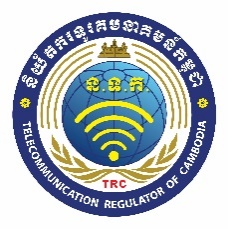 និយ័តករទូរគមនាគមន៍កម្ពុជា
ន.ទ.ក.
TRC
TELECOMMUNICATION REGULATOR OF CAMBODIA